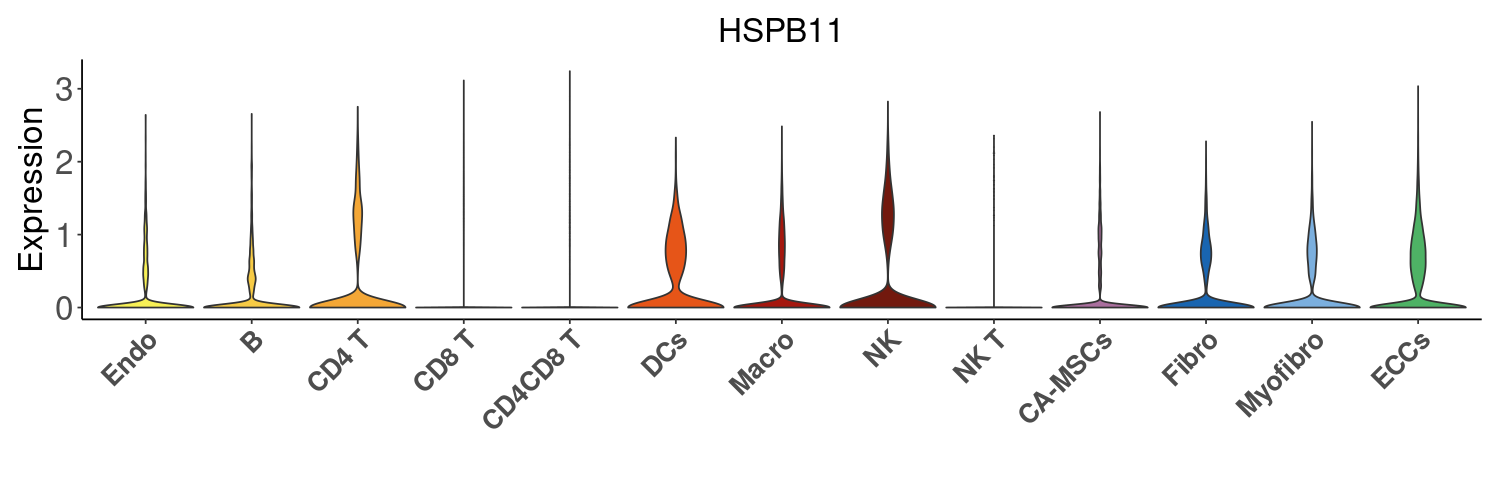 HSPB11
Expression
3
2
1
0
Endo
B
CD4 T
CD8 T
CD4CD8 T
DCs
Macro
NK
NK T
CA-MSCs
Fibro
Myofibro
ECCs